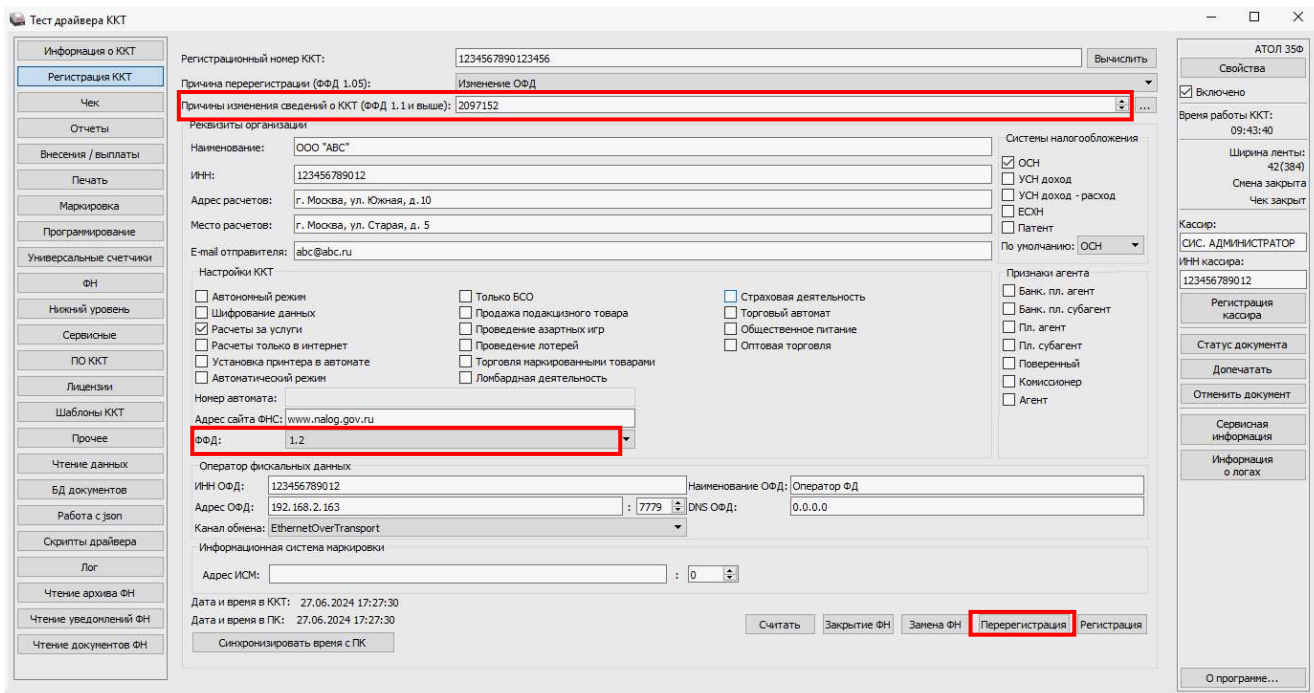 Тест драйвера ККТ
Информация о ККТ
Регистрация ККТ
Чек
Отчеты
Внесения / выплаты
Печать
Маркировка
Программирование
Универсальные счетчики
ФН
Нижний уровень
Сервисные
ПО ККТ
Лицензии
Шаблоны ККТ
Прочее
Чтение данных
БД документов
Работа с json
Скрипты драйвера
Лог
Чтение архива ФН
Чтение уведомлений ФН
Чтение документов ФН
Регистрационный номер ККТ: 1234567890123456 Вычислить
Причина перерегистрации (ФФД 1.05): Изменение ОФД
Причины изменения сведений о ККТ (ФФД 1.1 и выше): 2097152 ...
Реквизиты организации
Наименование: ООО "АВС"
ИНН: 123456789012
Адрес расчетов: г. Москва, ул. Южная, д.10
Место расчетов: г. Москва, ул. Старая, д. 5
E-mail отправителя: abc@abc.ru
Системы налогообложения
ОСН
УСН доход
УСН доход - расход
ЕСХН
Патент
По умолчанию: ОСН
Настройки ККТ
Автономный режим
Шифрование данных
Расчеты за услуги
Расчеты только в интернет
Установка принтера в автомате
Автоматический режим
Только БСО
Продажа подакцизного товара
Проведение азартных игр
Проведение лотерей
Торговля маркированными товарами
Ломбардная деятельность
Страховая деятельность
Торговый автомат
Общественное питание
Оптовая торговля
Номер автомата:
Адрес сайта ФНС: www.nalog.gov.ru
ФФД: 1.2
Признаки агента
Банк. пл. агент
Банк. пл. субагент
Пл. агент
Пл. субагент
Поверенный
Комиссионер
Агент
Оператор фискальных данных
ИНН ОФД: 123456789012 Наименование ОФД: Оператор ФД
Адрес ОФД: 192.168.2.163 : 7779 DNS ОФД: 0.0.0.0
Канал обмена: EthernetOverTransport
Информационная система маркировки
Адрес ИСМ: : 0
Дата и время в ККТ: 27.06.2024 17:27:30
Дата и время в ПК: 27.06.2024 17:27:30
Синхронизировать время с ПК
Считать Закрытие ФН Замена ФН Перерегистрация Регистрация
АТОЛ 35Ф
Свойства
Включено
Время работы ККТ:
09:43:40
Ширина ленты:
42(384)
Смена закрыта
Чек закрыт
Кассир:
СИС. АДМИНИСТРАТОР
ИНН кассира:
123456789012
Регистрация
кассира
Статус документа
Допечатать
Отменить документ
Сервисная
информация
Информация
о логах
О программе...